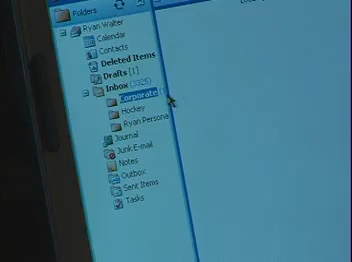 Folders
Ryan Walter
Calendar
Contacts
Deleted Items
Drafts [1]
Inbox (3325)
Corporate
Hockey
Ryan Persona
Journal
Junk E-mail
Notes
Outbox
Sent Items
Tasks